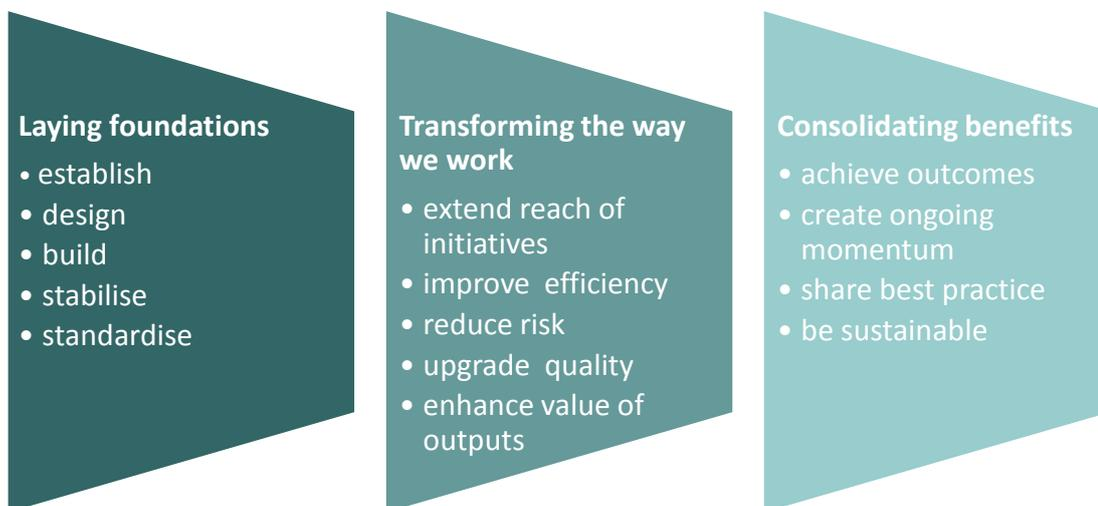 Laying foundations
• establish
• design
• build
• stabilise
• standardise
Transforming the way
we work
• extend reach of
initiatives
• improve  efficiency
• reduce risk
• upgrade  quality
• enhance value of
outputs
Consolidating benefits
• achieve outcomes
• create ongoing
momentum
• share best practice
• be sustainable